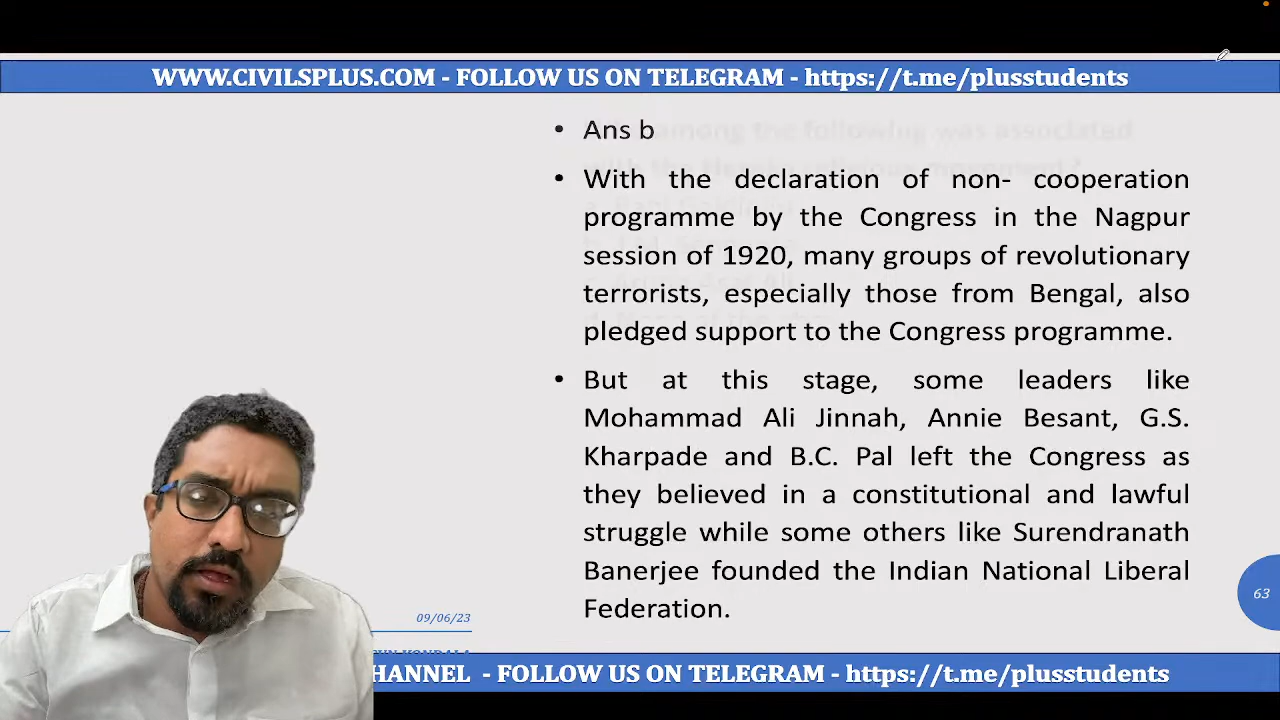 WWW.CIVILSPLUS.COM - FOLLOW US ON TELEGRAM - https://t.me/plusstudents
• Ans b
• With the declaration of non- cooperation
programme by the Congress in the Nagpur
session of 1920, many groups of revolutionary
terrorists, especially those from Bengal, also
pledged support to the Congress programme.
• But at this stage, some leaders like
Mohammad Ali Jinnah, Annie Besant, G.S.
Kharpade and B.C. Pal left the Congress as
they believed in a constitutional and lawful
struggle while some others like Surendranath
Banerjee founded the Indian National Liberal
Federation.
63
09/06/23
HANNEL - FOLLOW US ON TELEGRAM - https://t.me/plusstudents